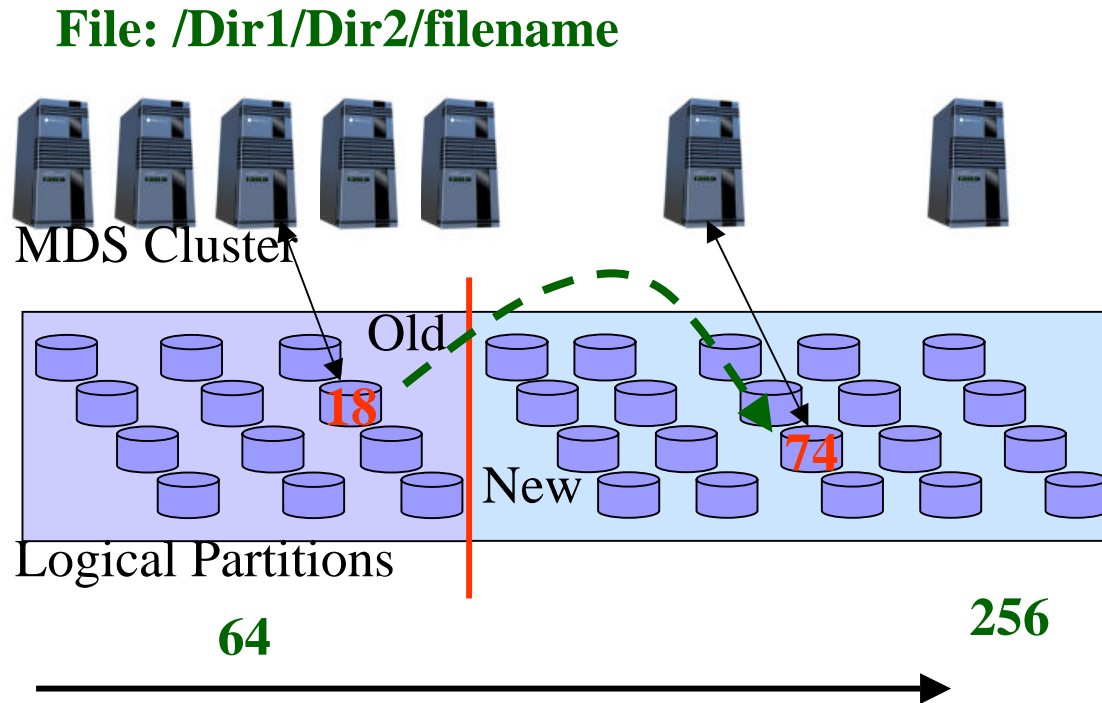 File: /Dir1/Dir2/filename
MDS Cluster
Old
18
74
New
Logical Partitions
64
256